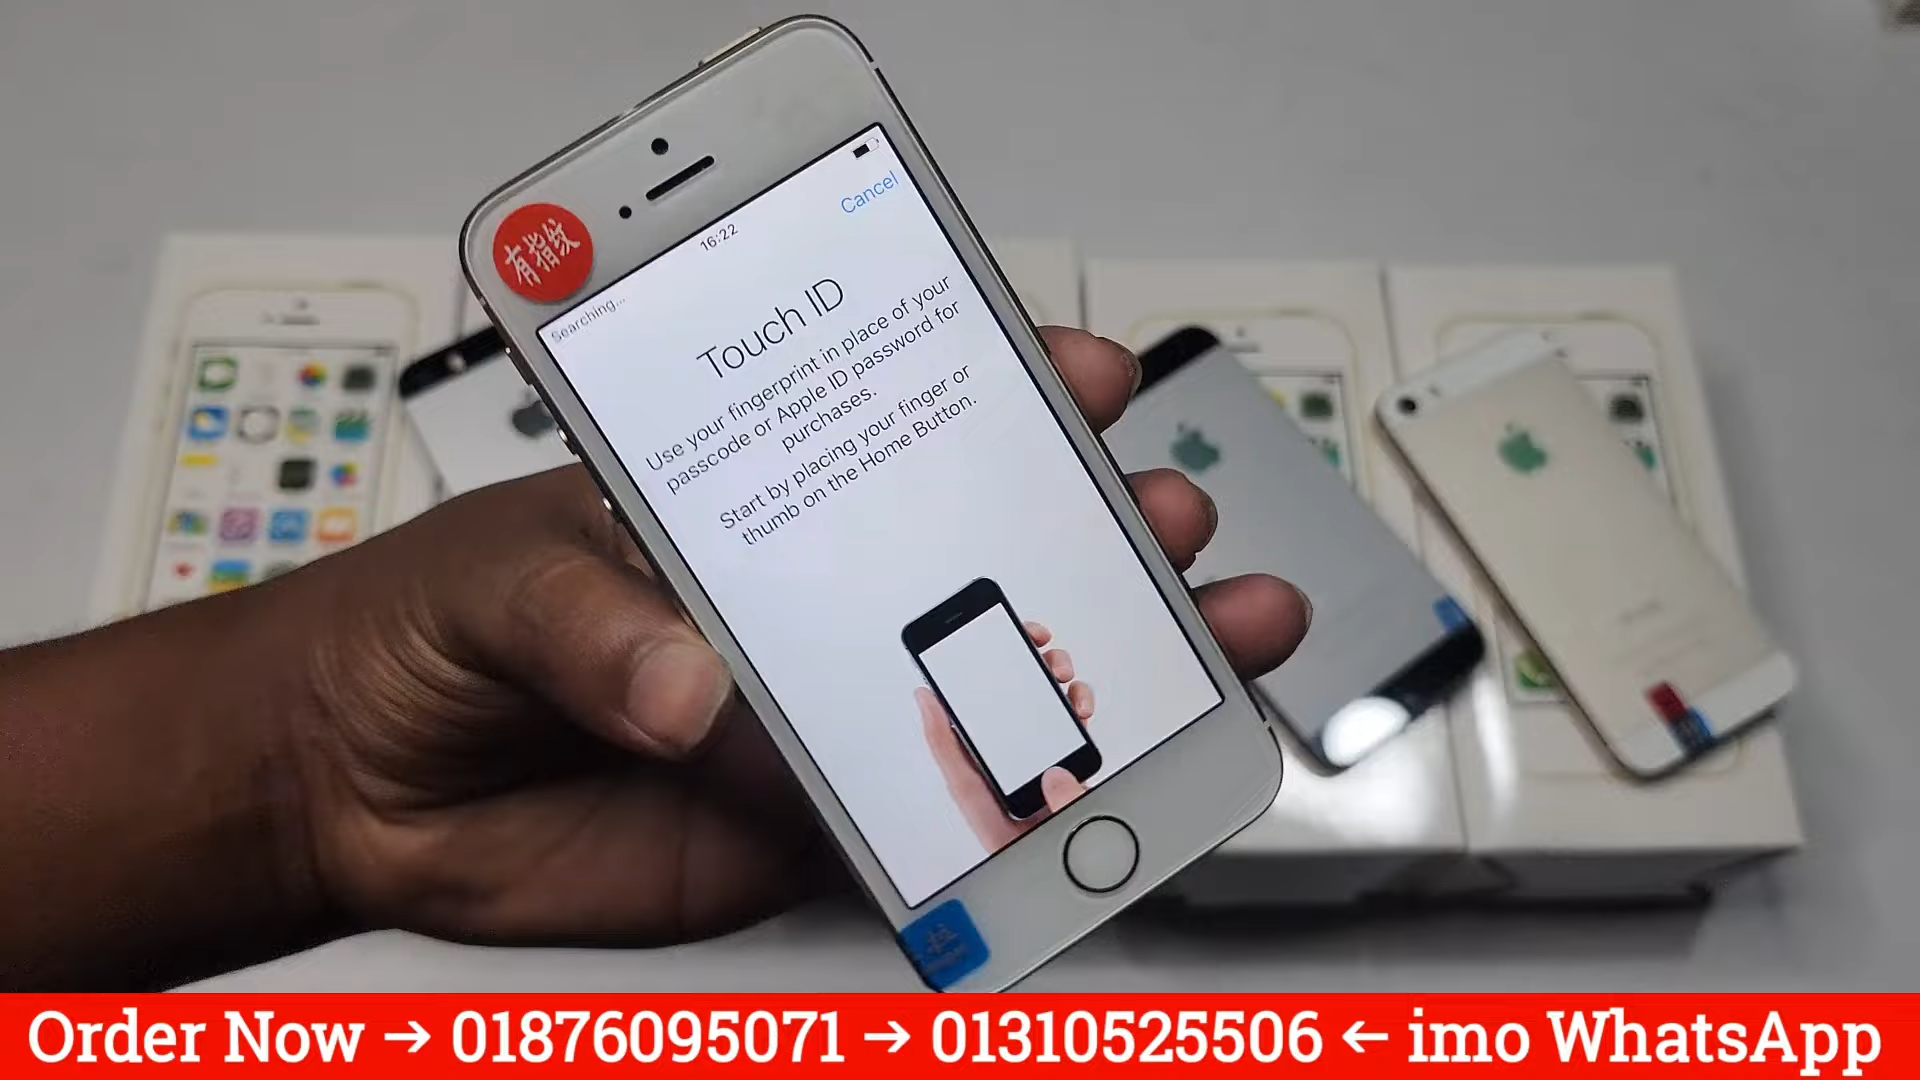 有指纹
Searching...
16:22
Cancel
Touch ID
Use your fingerprint in place of your
passcode or Apple ID password for
purchases.
Start by placing your finger or
thumb on the Home Button.
Order Now → 01876095071 → 01310525506 ← imo WhatsApp